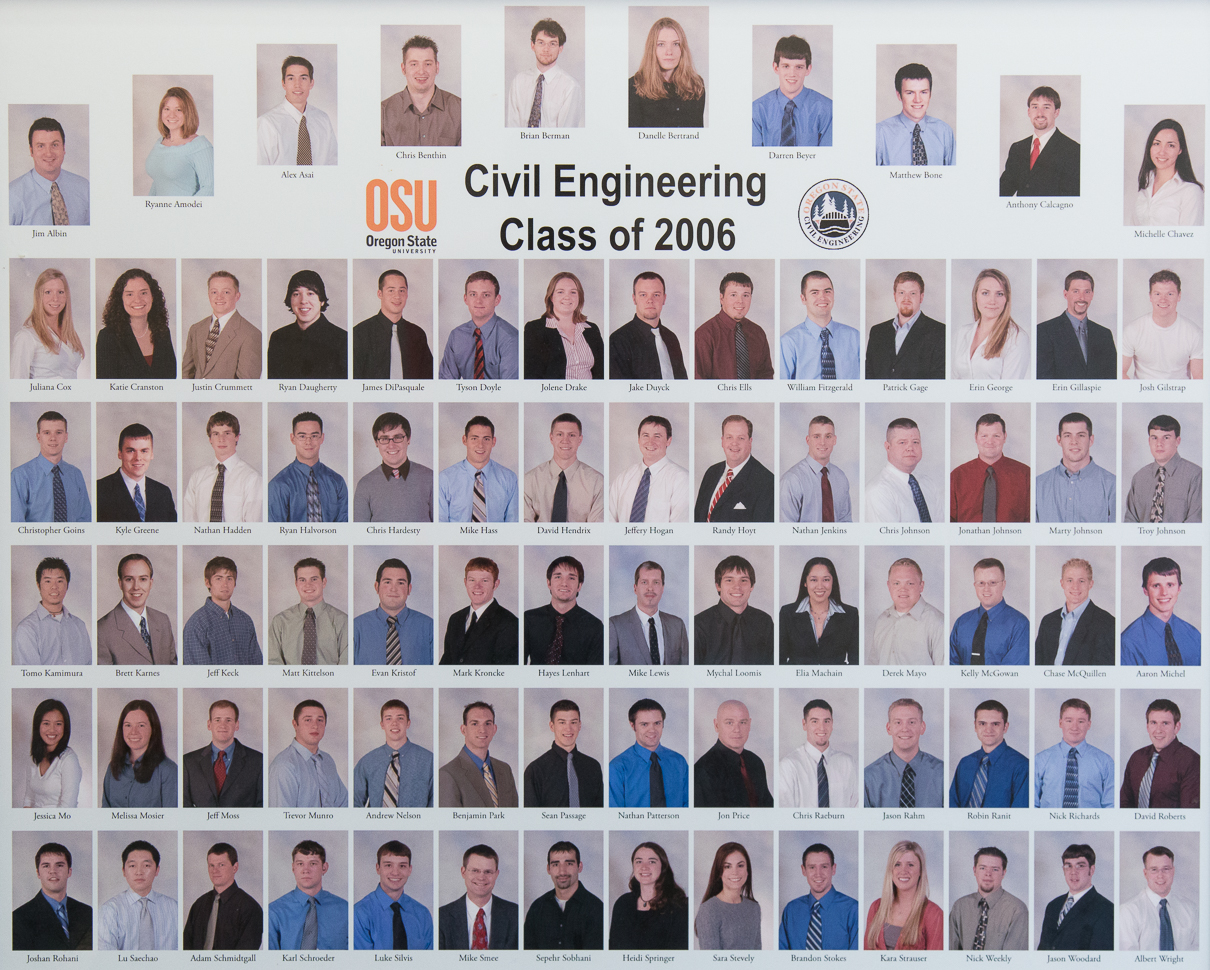 Brian Berman
Danelle Bertrand
Chris Benthin
Darren Beyer
Alex Asai
Matthew Bone
Ryanne Amodei
Anthony Calcagno
Jim Albin
Michelle Chavez
OSU
Oregon State
UNIVERSITY
Civil Engineering
Class of 2006
OREGON STATE
CIVIL ENGINEERING
Juliana Cox
Katie Cranston
Justin Crummett
Ryan Daugherty
James DiPasquale
Tyson Doyle
Jolene Drake
Jake Duyck
Chris Ells
William Fitzgerald
Patrick Gage
Erin George
Erin Gillaspie
Josh Gilstrap
Christopher Goins
Kyle Greene
Nathan Hadden
Ryan Halvorson
Chris Hardesty
Mike Hass
David Hendrix
Jeffery Hogan
Randy Hoyt
Nathan Jenkins
Chris Johnson
Jonathan Johnson
Marty Johnson
Troy Johnson
Tomo Kamimura
Brett Karnes
Jeff Keck
Matt Kittelson
Evan Kristof
Mark Kroncke
Hayes Lenhart
Mike Lewis
Mychal Loomis
Elia Machain
Derek Mayo
Kelly McGowan
Chase McQuillen
Aaron Michel
Jessica Mo
Melissa Mosier
Jeff Moss
Trevor Munro
Andrew Nelson
Benjamin Park
Sean Passage
Nathan Patterson
Jon Price
Chris Raeburn
Jason Rahm
Robin Ranit
Nick Richards
David Roberts
Joshan Rohani
Lu Saechao
Adam Schmidtgall
Karl Schroeder
Luke Silvis
Mike Smee
Sepehr Sobhani
Heidi Springer
Sara Stevely
Brandon Stokes
Kara Strauser
Nick Weekly
Jason Woodard
Albert Wright